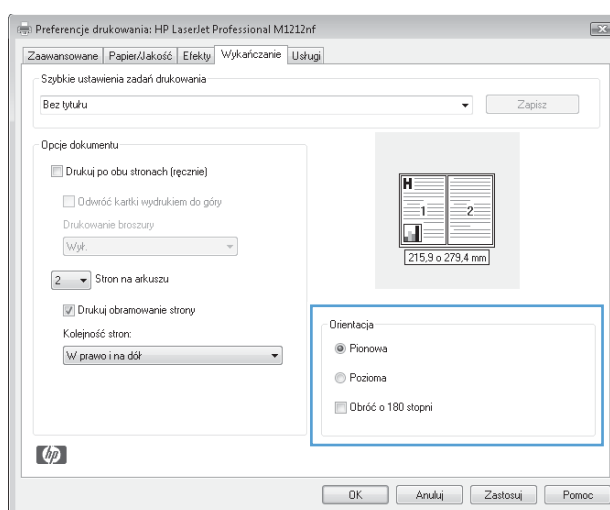 Preferencje drukowania: HP LaserJet Professional M1212nf
Zaawansowane Papier/Jakość Efekty Wykańczanie Usługi
Szybkie ustawienia zadań drukowania
Bez tytułu Zapisz
Opcje dokumentu
Drukuj po obu stronach (ręcznie)
Odwróć kartki wydrukiem do góry
Drukowanie broszury
Wył.
2 Stron na arkuszu
Drukuj obramowanie strony
Kolejność stron:
W prawo i na dół
H
1 2
215,9 o 279,4 mm
Orientacja
Pionowa
Pozioma
Obróć o 180 stopni
hp
OK Anuluj Zastosuj Pomoc